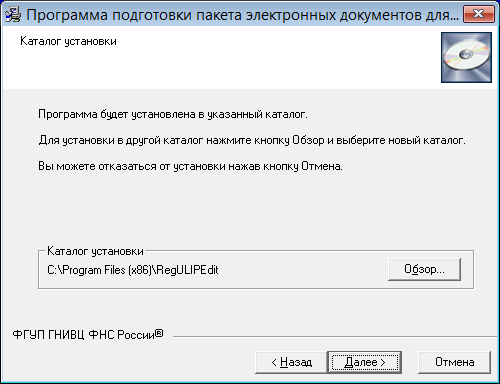 Программа подготовки пакета электронных документов для...
Каталог установки
Программа будет установлена в указанный каталог.
Для установки в другой каталог нажмите кнопку Обзор и выберите новый каталог.
Вы можете отказаться от установки нажав кнопку Отмена.
Каталог установки
C:\Program Files (x86)\RegULIPEdit
Обзор...
ФГУП ГНИВЦ ФНС России®
< Назад
Далее >
Отмена